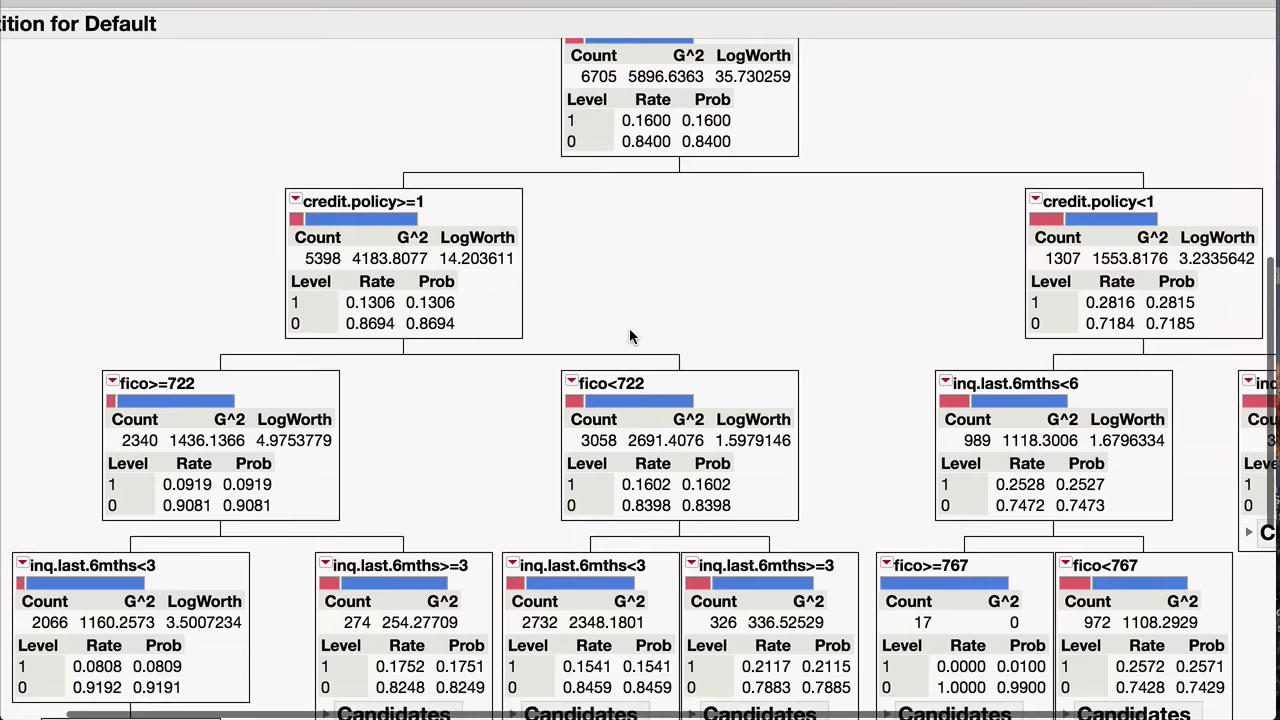 ition for Default
Count G^2 LogWorth
6705 5896.6363 35.730259
Level Rate Prob
1 0.1600 0.1600
0 0.8400 0.8400
credit.policy>=1
Count G^2 LogWorth
5398 4183.8077 14.203611
Level Rate Prob
1 0.1306 0.1306
0 0.8694 0.8694
credit.policy<1
Count G^2 LogWorth
1307 1553.8176 3.2335642
Level Rate Prob
1 0.2816 0.2815
0 0.7184 0.7185
fico>=722
Count G^2 LogWorth
2340 1436.1366 4.9753779
Level Rate Prob
1 0.0919 0.0919
0 0.9081 0.9081
fico<722
Count G^2 LogWorth
3058 2691.4076 1.5979146
Level Rate Prob
1 0.1602 0.1602
0 0.8398 0.8398
inq.last.6mths<6
Count G^2 LogWorth
989 1118.3006 1.6796334
Level Rate Prob
1 0.2528 0.2527
0 0.7472 0.7473
inq.last.6mths<3
Count G^2 LogWorth
2066 1160.2573 3.5007234
Level Rate Prob
1 0.0808 0.0809
0 0.9192 0.9191
inq.last.6mths>=3
Count G^2
274 254.27709
Level Rate Prob
1 0.1752 0.1751
0 0.8248 0.8249
Candidates
inq.last.6mths<3
Count G^2
2732 2348.1801
Level Rate Prob
1 0.1541 0.1541
0 0.8459 0.8459
Candidates
inq.last.6mths>=3
Count G^2
326 336.52529
Level Rate Prob
1 0.2117 0.2115
0 0.7883 0.7885
Candidates
fico>=767
Count G^2
17 0
Level Rate Prob
1 0.0000 0.0100
0 1.0000 0.9900
Candidates
fico<767
Count G^2
972 1108.2929
Level Rate Prob
1 0.2572 0.2571
0 0.7428 0.7429
Candidates